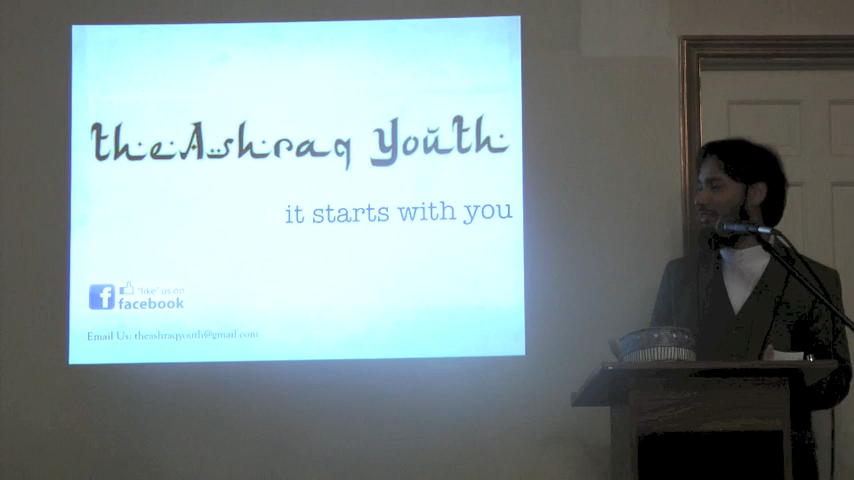 theAshraq Youth
it starts with you
"like" us on
facebook
Email Us: theashraqyouth@gmail.com